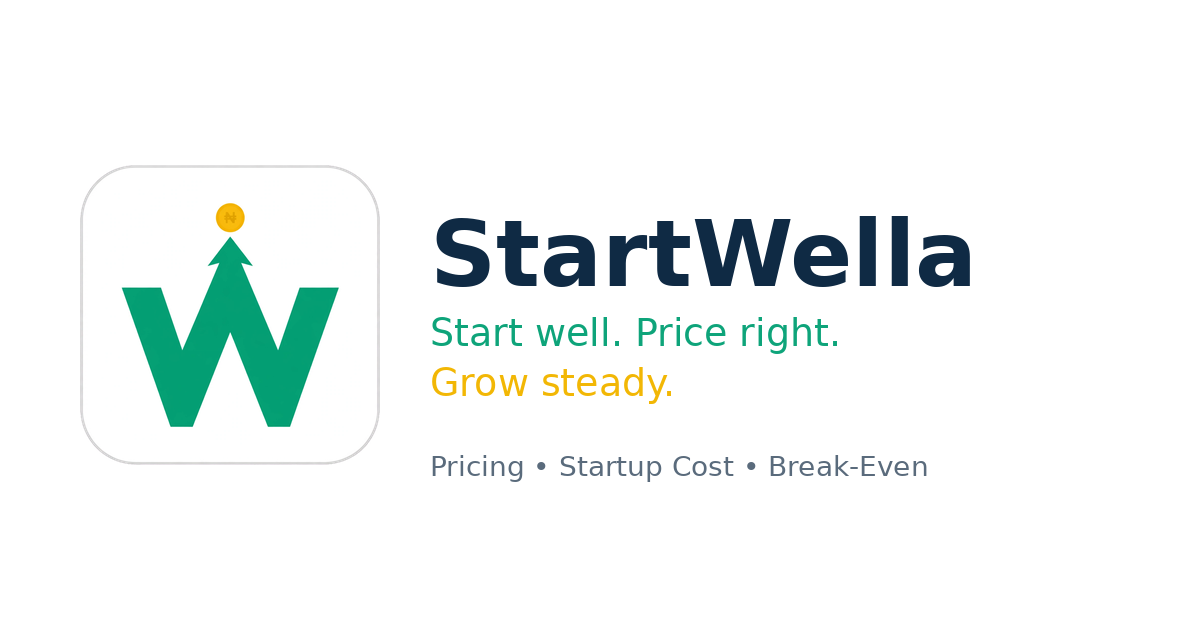 ₦
StartWella
Start well. Price right.
Grow steady.
Pricing • Startup Cost • Break-Even